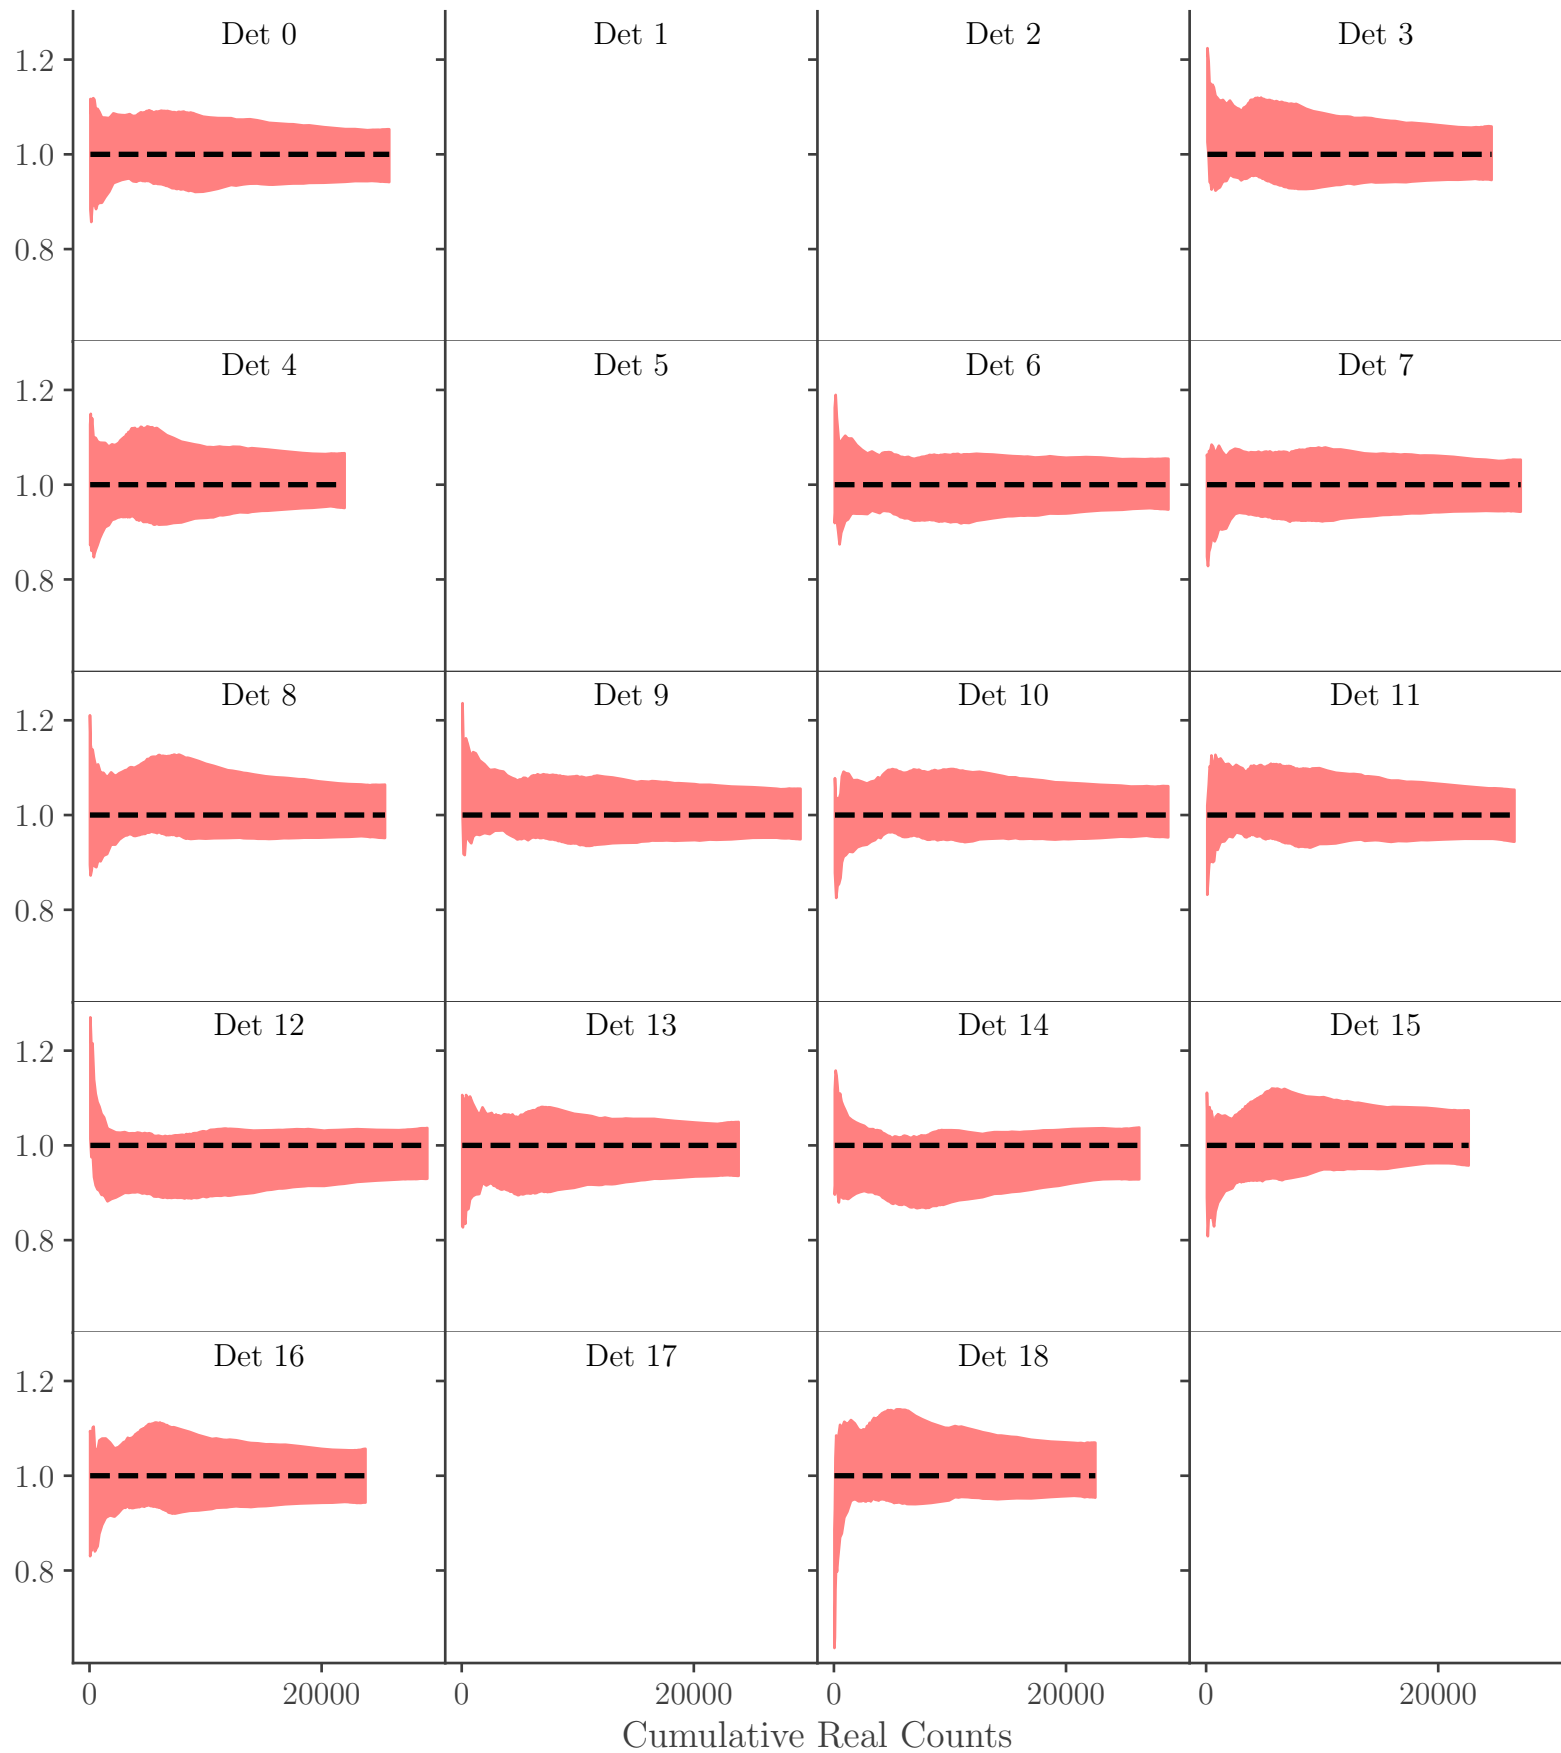 Det 0 Det 1 Det 2 Det 3
1.2
1.0
0.8
Det 4 Det 5 Det 6 Det 7
1.2
1.0
0.8
Det 8 Det 9 Det 10 Det 11
1.2
1.0
0.8
Det 12 Det 13 Det 14 Det 15
1.2
1.0
0.8
Det 16 Det 17 Det 18
1.2
1.0
0.8
0 20000 0 20000 0 20000 0 20000
Cumulative Real Counts